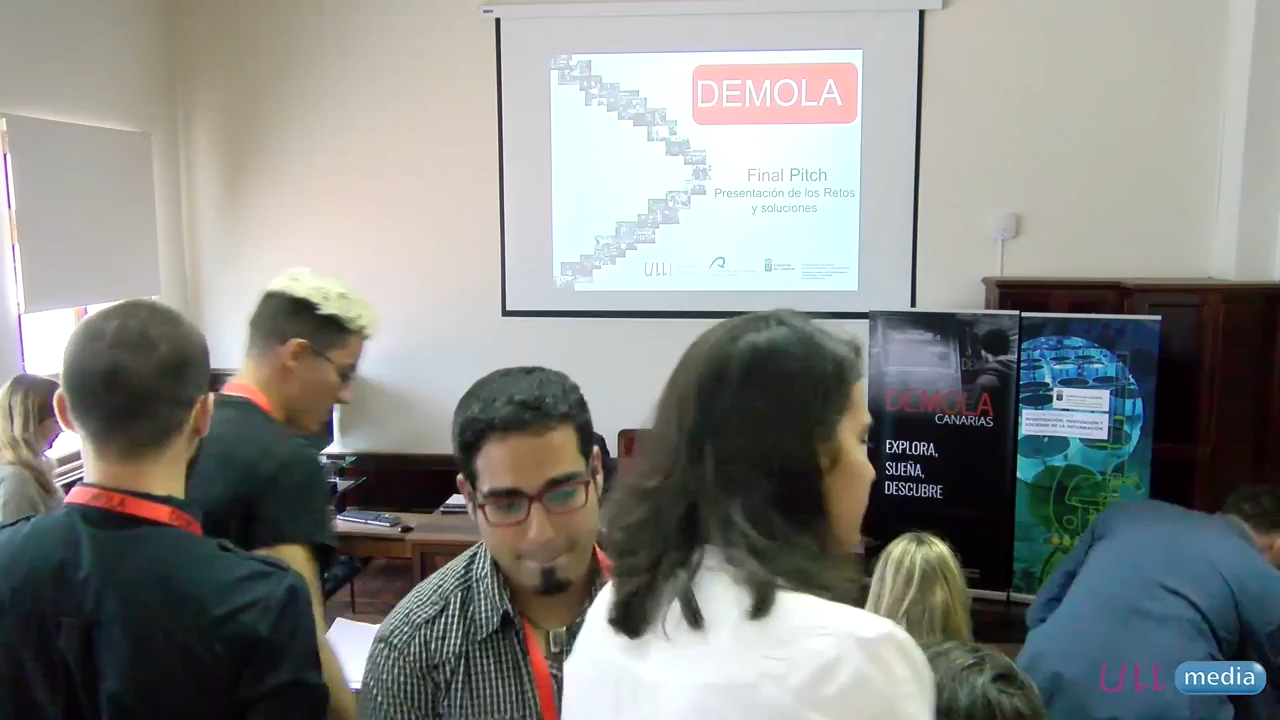 DEMOLA
Final Pitch
Presentación de los Retos
y soluciones
ULL
DEMOLA
CANARIAS
EXPLORA,
SUEÑA,
DESCUBRE
INVESTIGACIÓN, INNOVACIÓN Y
SOCIEDAD DE LA INFORMACIÓN
ULL media